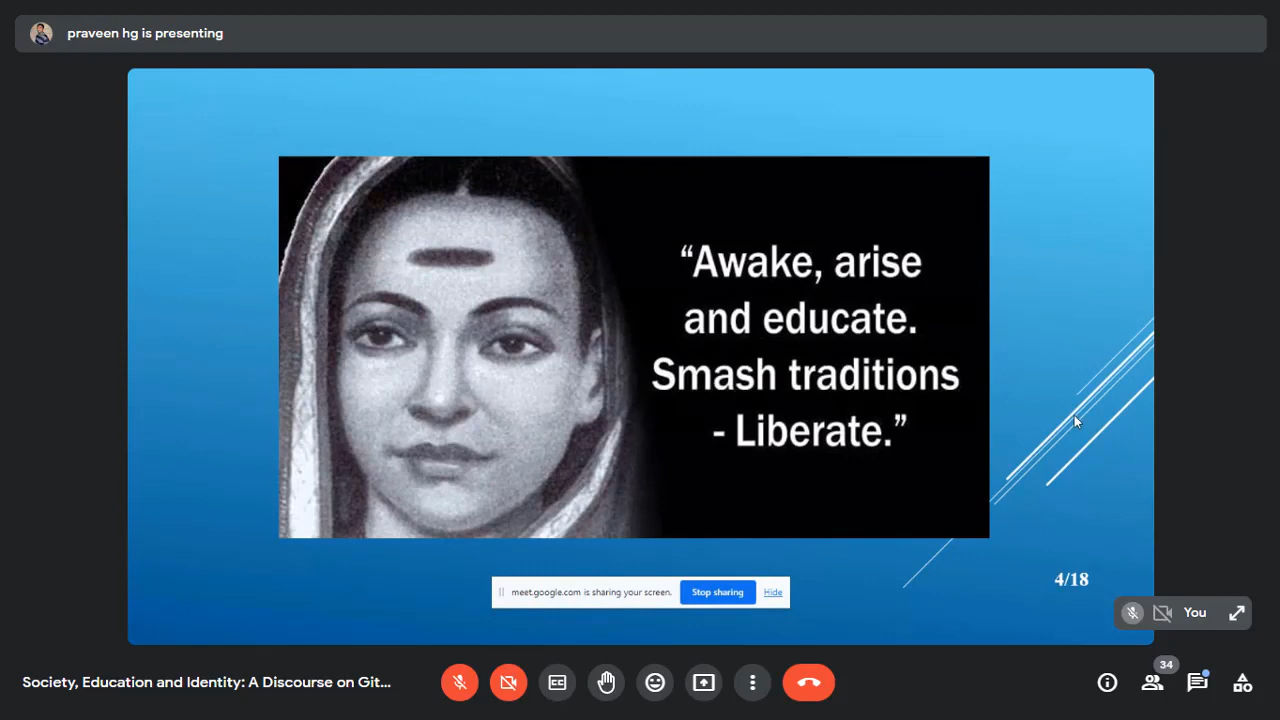 praveen hg is presenting
“Awake, arise
and educate.
Smash traditions
- Liberate.”
4/18
meet.google.com is sharing your screen. Stop sharing Hide
You
34
Society, Education and Identity: A Discourse on Git...